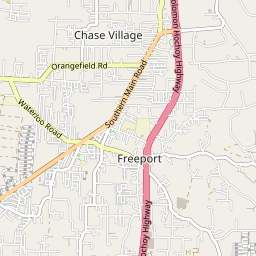 Solomon Hochoy Highway
Chase Village
Orangefield Rd
Southern Main Road
Waterloo Road
Freeport
Hochoy Highway